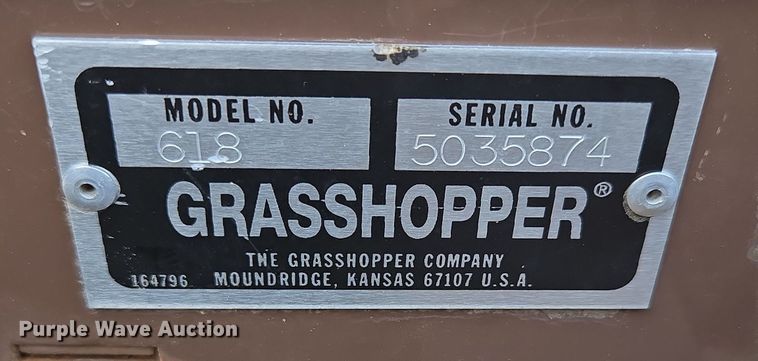 MODEL NO. SERIAL NO.
618 5035874
GRASSHOPPER®
THE GRASSHOPPER COMPANY
164796 MOUNDRIDGE, KANSAS 67107 U.S.A.
Purple Wave Auction